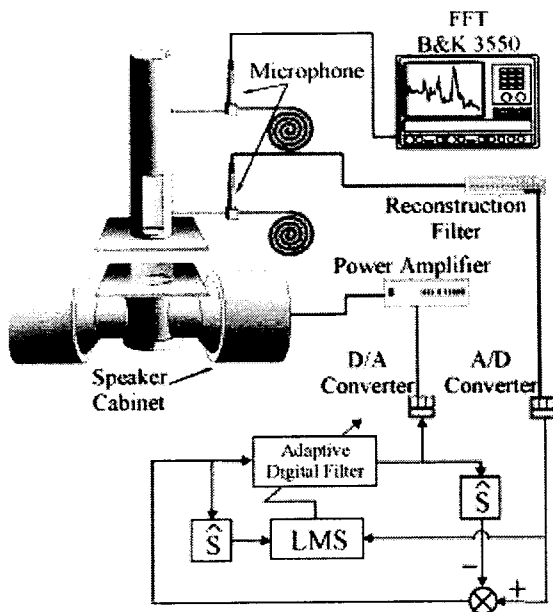 FFT
B&K 3550
Microphone
Reconstruction
Filter
Power Amplifier
D/A
Converter
A/D
Converter
Speaker
Cabinet
Adaptive
Digital Filter
Ŝ
Ŝ
LMS
−
+